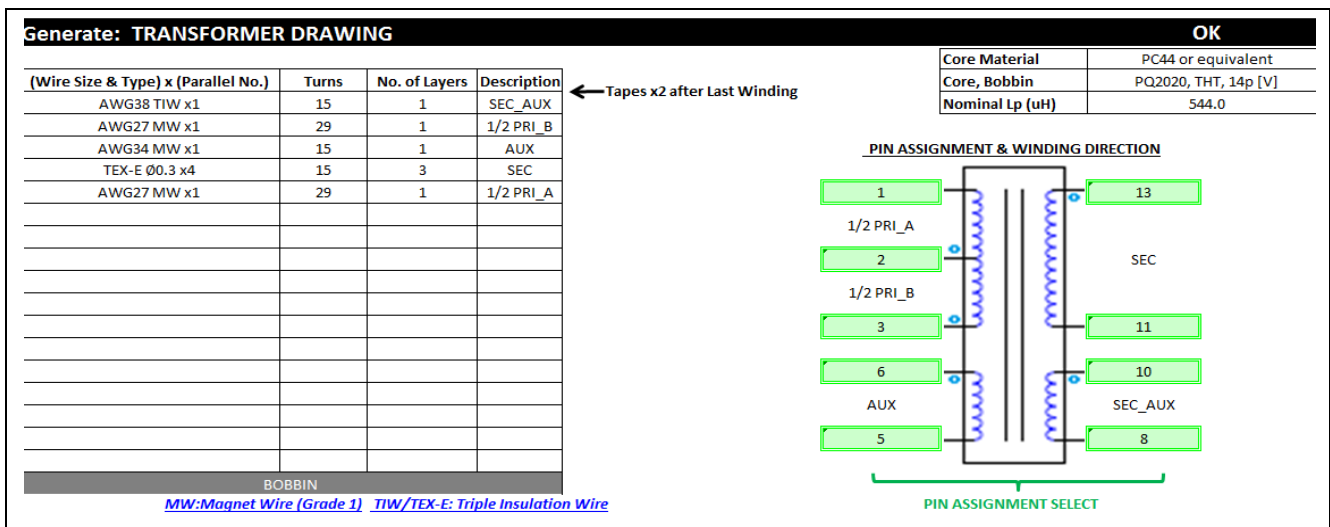 Generate: TRANSFORMER DRAWING OK
Core Material PC44 or equivalent
(Wire Size & Type) x (Parallel No.) Turns No. of Layers Description Core, Bobbin PQ2020, THT, 14p [V]
←Tapes x2 after Last Winding
AWG38 TIW x1 15 1 SEC_AUX Nominal Lp (uH) 544.0
AWG27 MW x1 29 1 1/2 PRI_B
AWG34 MW x1 15 1 AUX
TEX-E Ø0.3 x4 15 3 SEC
AWG27 MW x1 29 1 1/2 PRI_A
BOBBIN
MW:Magnet Wire (Grade 1) TIW/TEX-E: Triple Insulation Wire
PIN ASSIGNMENT & WINDING DIRECTION
1 13
1/2 PRI_A
2 SEC
1/2 PRI_B
3 11
6 10
AUX SEC_AUX
5 8
PIN ASSIGNMENT SELECT